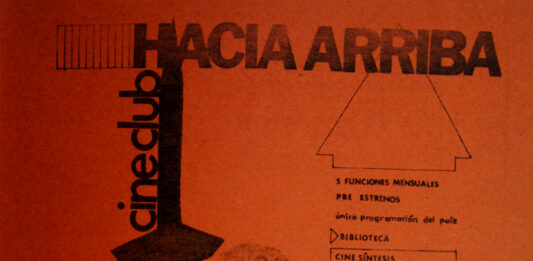 HACIA ARRIBA
cineclub
5 FUNCIONES MENSUALES
PRE ESTRENOS
única programación del país
BIBLIOTECA
CINE SÍNTESIS